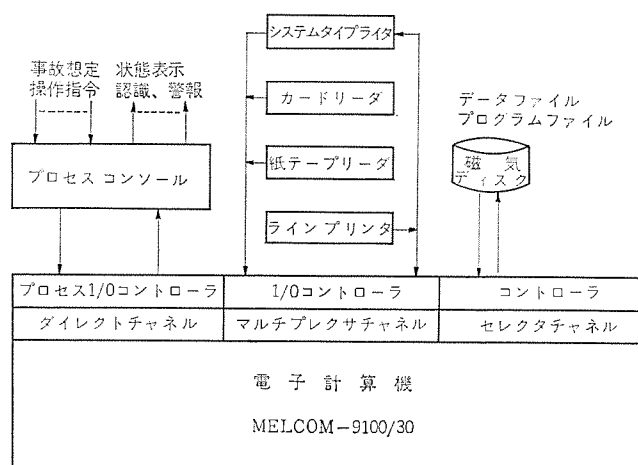 システムタイプライタ
事故想定
操作指令
状態表示
認識、警報
カードリーダ
データファイル
プログラムファイル
紙テープリーダ
磁気
ディスク
プロセスコンソール
ラインプリンタ
プロセス1/0コントローラ
1/0コントローラ
コントローラ
ダイレクトチャネル
マルチプレクサチャネル
セレクタチャネル
電子計算機
MELCOM-9100/30